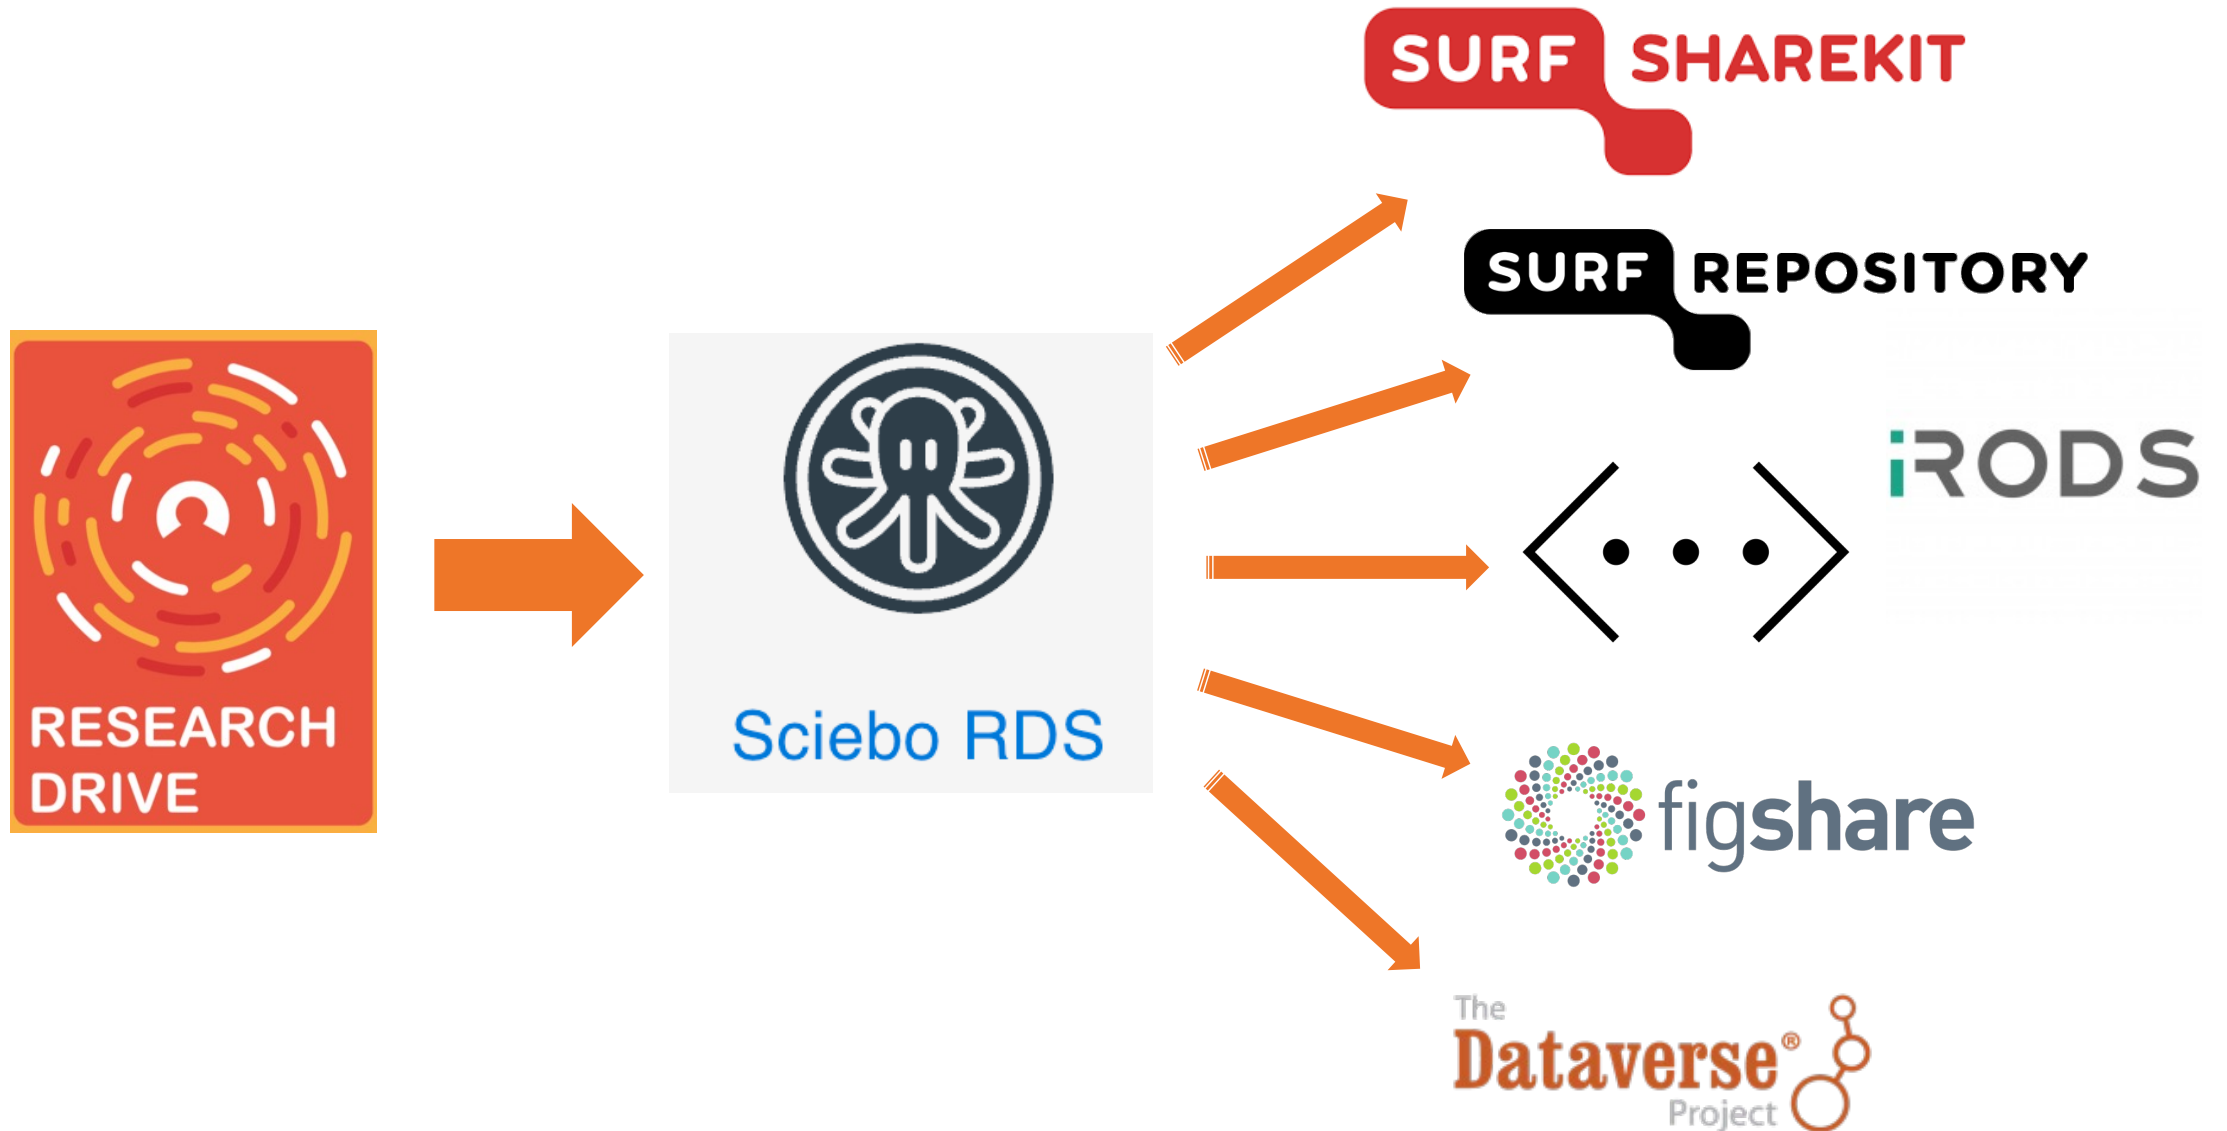 SURF SHAREKIT
SURF REPOSITORY
iRODS
RESEARCH
DRIVE
Sciebo RDS
figshare
The
Dataverse®
Project